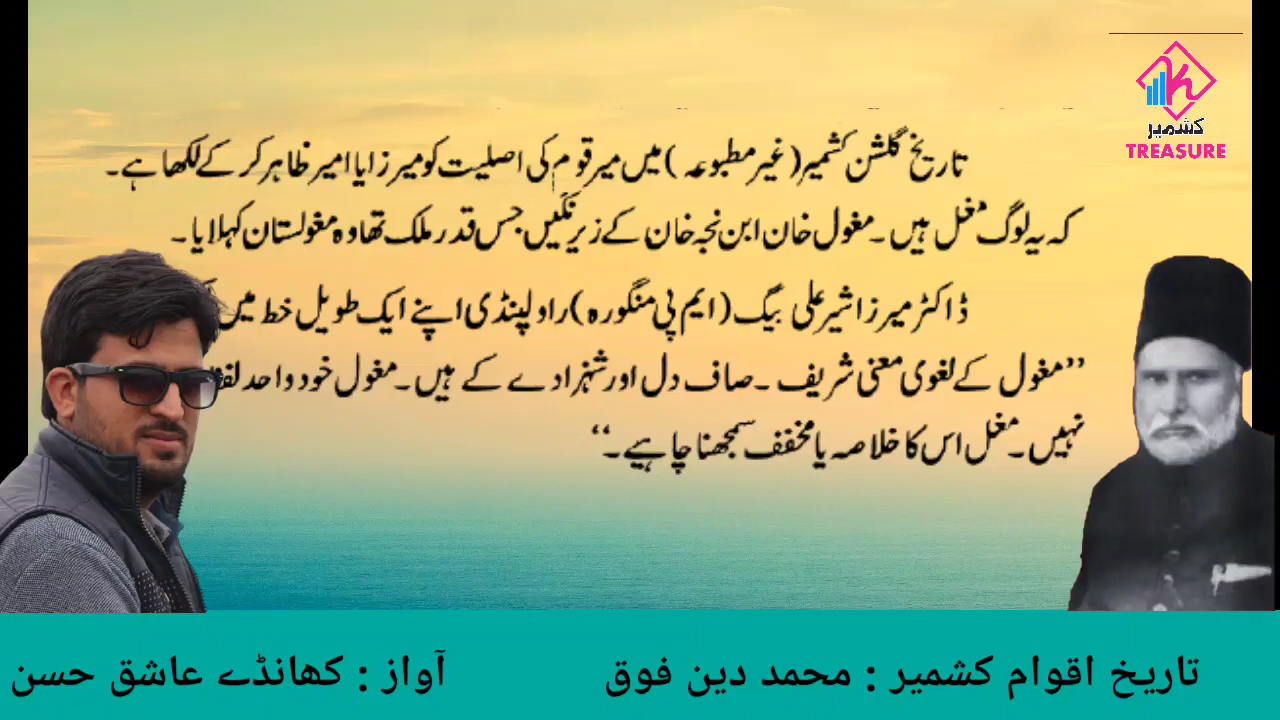 کشمیر
TREASURE
تاریخ گلشن کشمیر (غیر مطبوعہ) میں میر قوم کی اصلیت کو میرزا یا امیر ظاہر کر کے لکھا ہے۔
کہ یہ لوگ مغل ہیں۔ مغول خان ابن نجہ خان کے زیر نگیں جس قدر ملک تھا وہ مغولستان کہلایا۔
ڈاکٹر میرزا شیر علی بیگ (ایم پی منگورہ) راولپنڈی اپنے ایک طویل خط میں
”مغول کے لغوی معنی شریف۔ صاف دل اور شہزادے کے ہیں۔ مغول خود واحد
نہیں۔ مغل اس کا خلاصہ یا مخفف سمجھنا چاہیے۔“
تاریخ اقوام کشمیر : محمد دین فوق
آواز : کھانڈے عاشق حسن